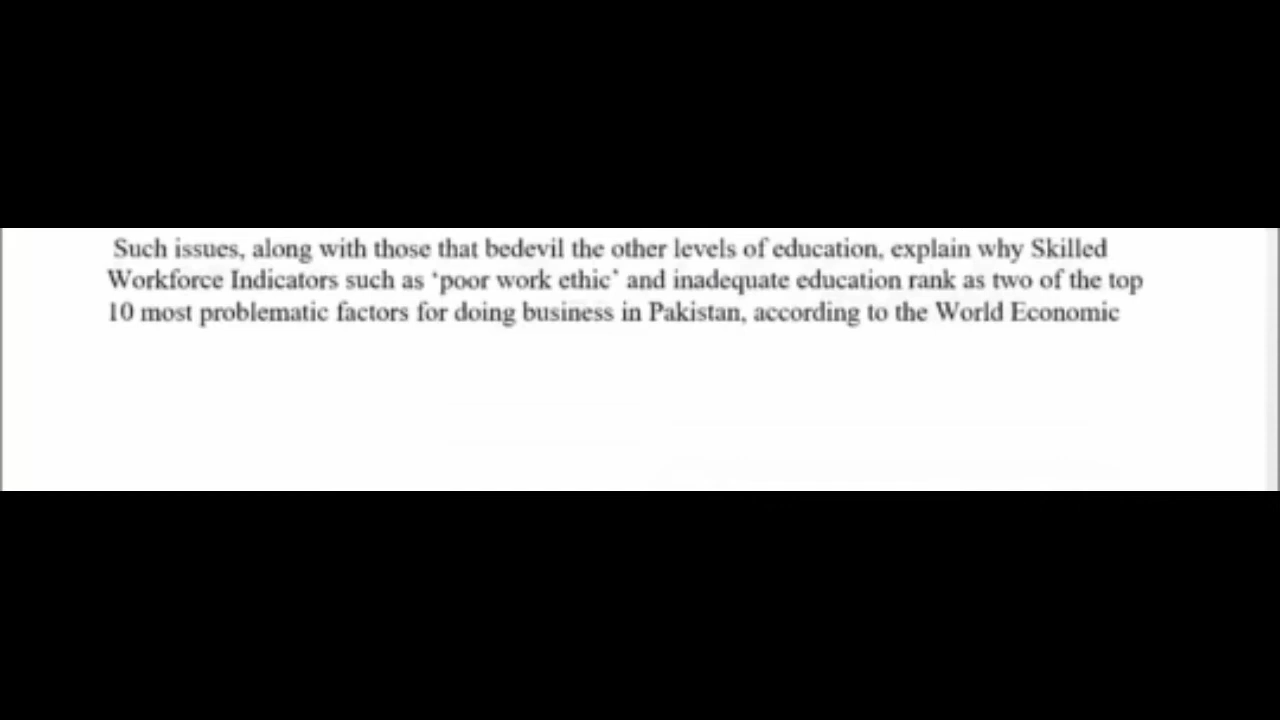 Such issues, along with those that bedevil the other levels of education, explain why Skilled
Workforce Indicators such as ‘poor work ethic’ and inadequate education rank as two of the top
10 most problematic factors for doing business in Pakistan, according to the World Economic